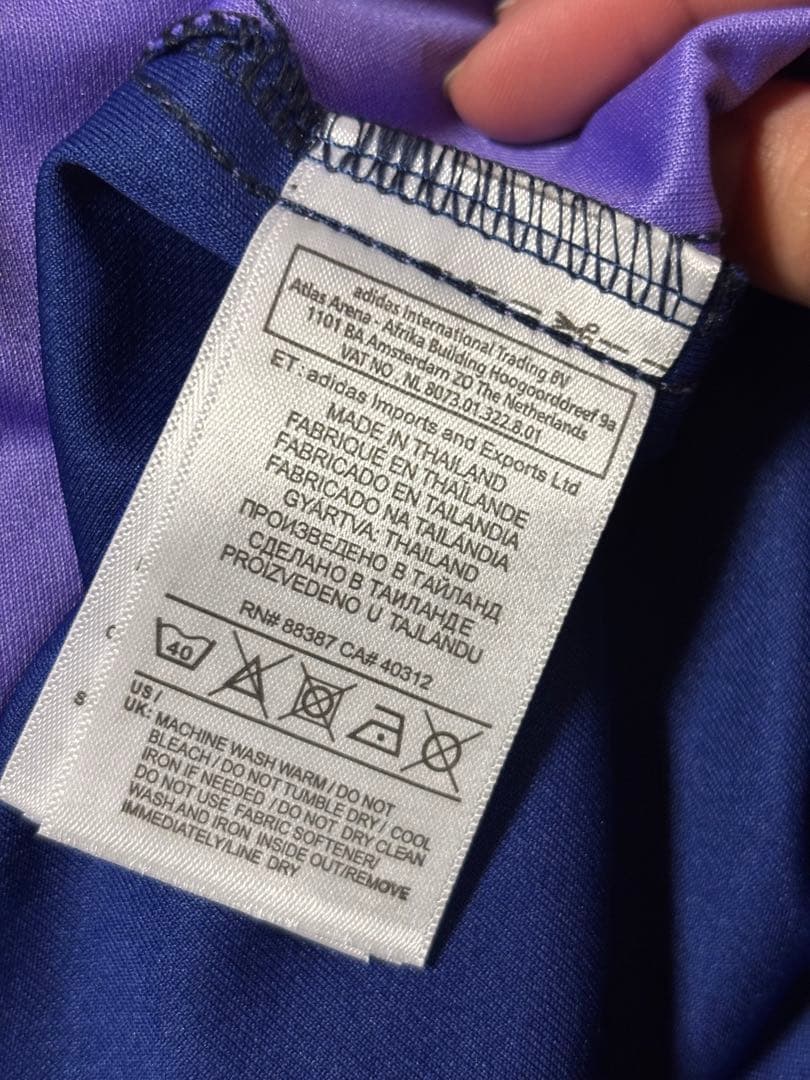 adidas International Trading BV
Atlas Arena - Afrika Building Hoogoorddreef 9a
1101 BA Amsterdam ZO The Netherlands
VAT NO. NL 8073.01.322.8.01
ET: adidas Imports and Exports Ltd
MADE IN THAILAND
FABRIQUÉ EN THAÏLANDE
FABRICADO EN TAILANDIA
FABRICADO NA TAILÂNDIA
GYÁRTVA: THAILAND
ПРОИЗВЕДЕНО В ТАЙЛАНД
СДЕЛАНО В ТАИЛАНДЕ
PROIZVEDENO U TAJLANDU
RN# 88387 CA# 40312
40
US /
UK: MACHINE WASH WARM / DO NOT
BLEACH / DO NOT TUMBLE DRY / COOL
IRON IF NEEDED / DO NOT DRY CLEAN
DO NOT USE FABRIC SOFTENER/
WASH AND IRON INSIDE OUT/REMOVE
IMMEDIATELY/LINE DRY